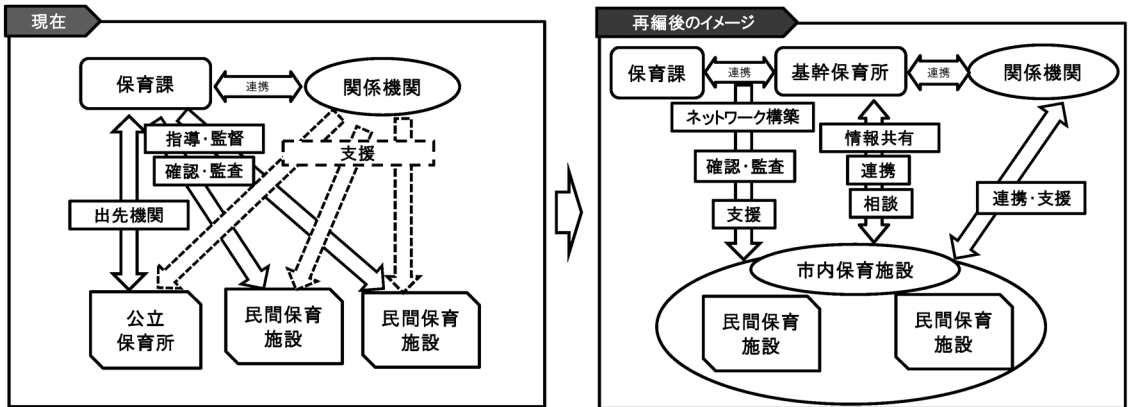 現在
保育課
連携
関係機関
指導・監督
確認・監査
支援
出先機関
公立
保育所
民間保育
施設
民間保育
施設
再編後のイメージ
保育課
連携
基幹保育所
連携
関係機関
ネットワーク構築
確認・監査
支援
情報共有
連携
相談
連携・支援
市内保育施設
民間保育
施設
民間保育
施設